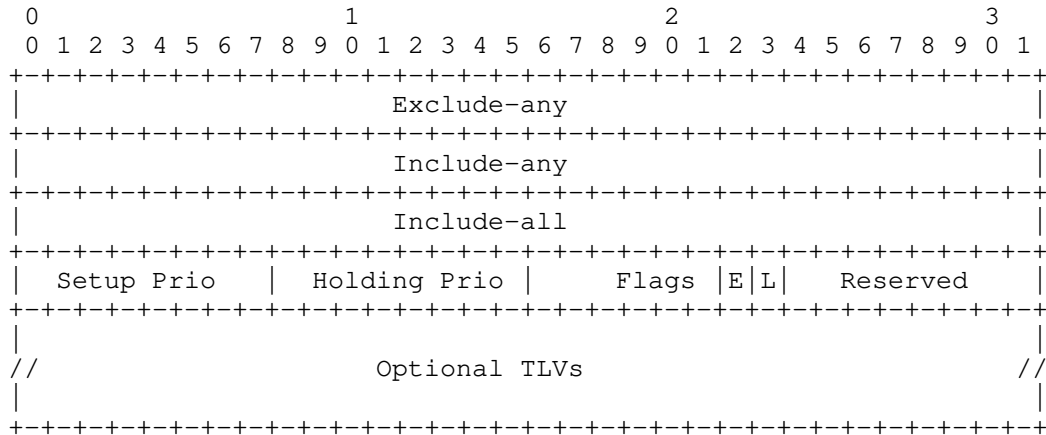 0                   1                   2                   3
 0 1 2 3 4 5 6 7 8 9 0 1 2 3 4 5 6 7 8 9 0 1 2 3 4 5 6 7 8 9 0 1
+-+-+-+-+-+-+-+-+-+-+-+-+-+-+-+-+-+-+-+-+-+-+-+-+-+-+-+-+-+-+-+-+
|                       Exclude-any                             |
+-+-+-+-+-+-+-+-+-+-+-+-+-+-+-+-+-+-+-+-+-+-+-+-+-+-+-+-+-+-+-+-+
|                       Include-any                             |
+-+-+-+-+-+-+-+-+-+-+-+-+-+-+-+-+-+-+-+-+-+-+-+-+-+-+-+-+-+-+-+-+
|                       Include-all                             |
+-+-+-+-+-+-+-+-+-+-+-+-+-+-+-+-+-+-+-+-+-+-+-+-+-+-+-+-+-+-+-+-+
|  Setup Prio   |  Holding Prio |     Flags |E|L|   Reserved    |
+-+-+-+-+-+-+-+-+-+-+-+-+-+-+-+-+-+-+-+-+-+-+-+-+-+-+-+-+-+-+-+-+
|                                                               |
//                     Optional TLVs                           //
|                                                               |
+-+-+-+-+-+-+-+-+-+-+-+-+-+-+-+-+-+-+-+-+-+-+-+-+-+-+-+-+-+-+-+-+